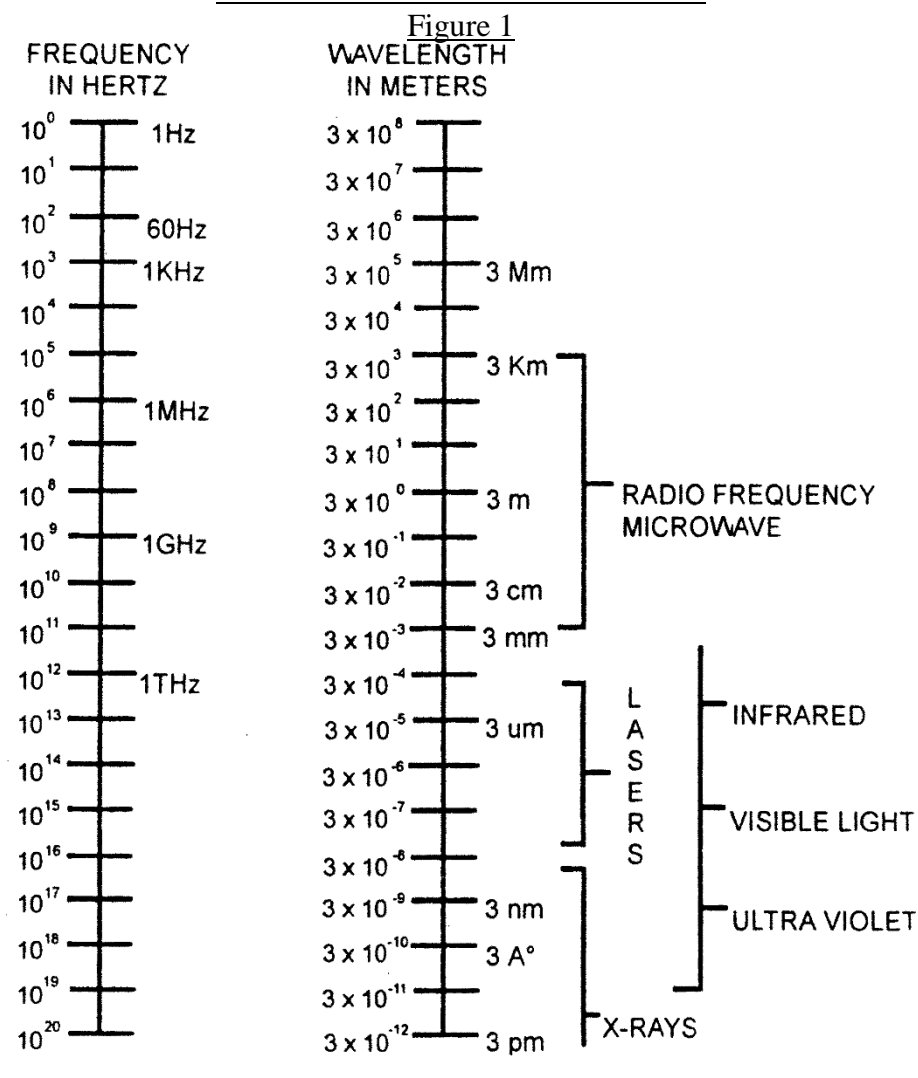 Figure 1
FREQUENCY
IN HERTZ
10⁰ 1Hz
10¹
10² 60Hz
10³ 1KHz
10⁴
10⁵
10⁶ 1MHz
10⁷
10⁸
10⁹ 1GHz
10¹⁰
10¹¹
10¹² 1THz
10¹³
10¹⁴
10¹⁵
10¹⁶
10¹⁷
10¹⁸
10¹⁹
10²⁰
WAVELENGTH
IN METERS
3 x 10⁸
3 x 10⁷
3 x 10⁶
3 x 10⁵ 3 Mm
3 x 10⁴
3 x 10³ 3 Km
3 x 10²
3 x 10¹
3 x 10⁰ 3 m
3 x 10⁻¹
3 x 10⁻² 3 cm
3 x 10⁻³ 3 mm
3 x 10⁻⁴
3 x 10⁻⁵ 3 um
3 x 10⁻⁶
3 x 10⁻⁷
3 x 10⁻⁸
3 x 10⁻⁹ 3 nm
3 x 10⁻¹⁰ 3 A°
3 x 10⁻¹¹
3 x 10⁻¹² 3 pm
RADIO FREQUENCY
MICROWAVE
LASERS
INFRARED
VISIBLE LIGHT
ULTRA VIOLET
X-RAYS